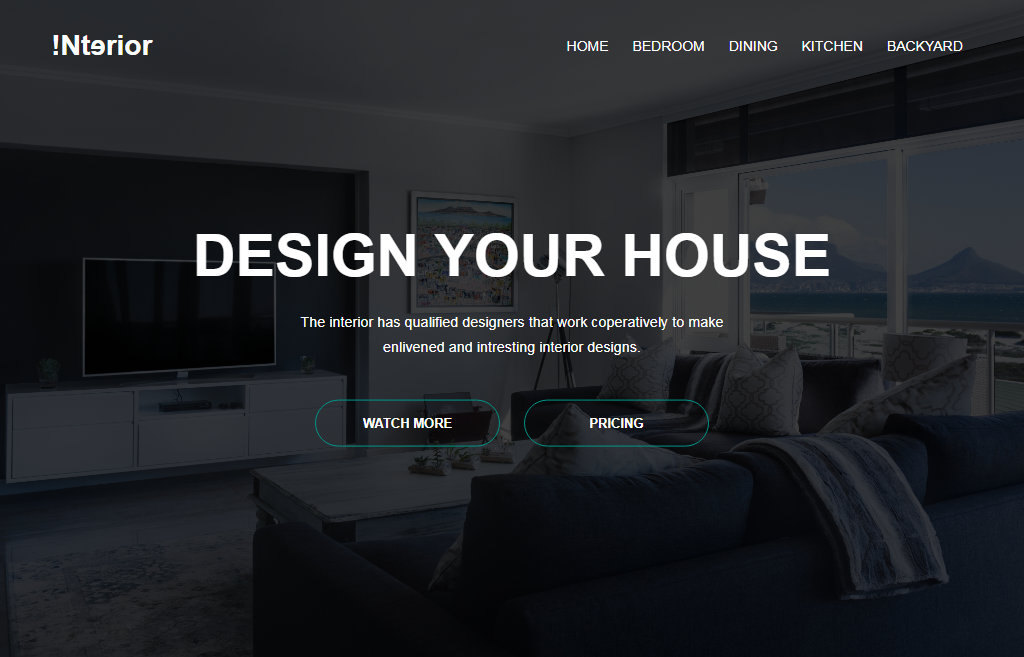 !Ntɘrior
HOME BEDROOM DINING KITCHEN BACKYARD
DESIGN YOUR HOUSE
The interior has qualified designers that work coperatively to make
enlivened and intresting interior designs.
WATCH MORE PRICING